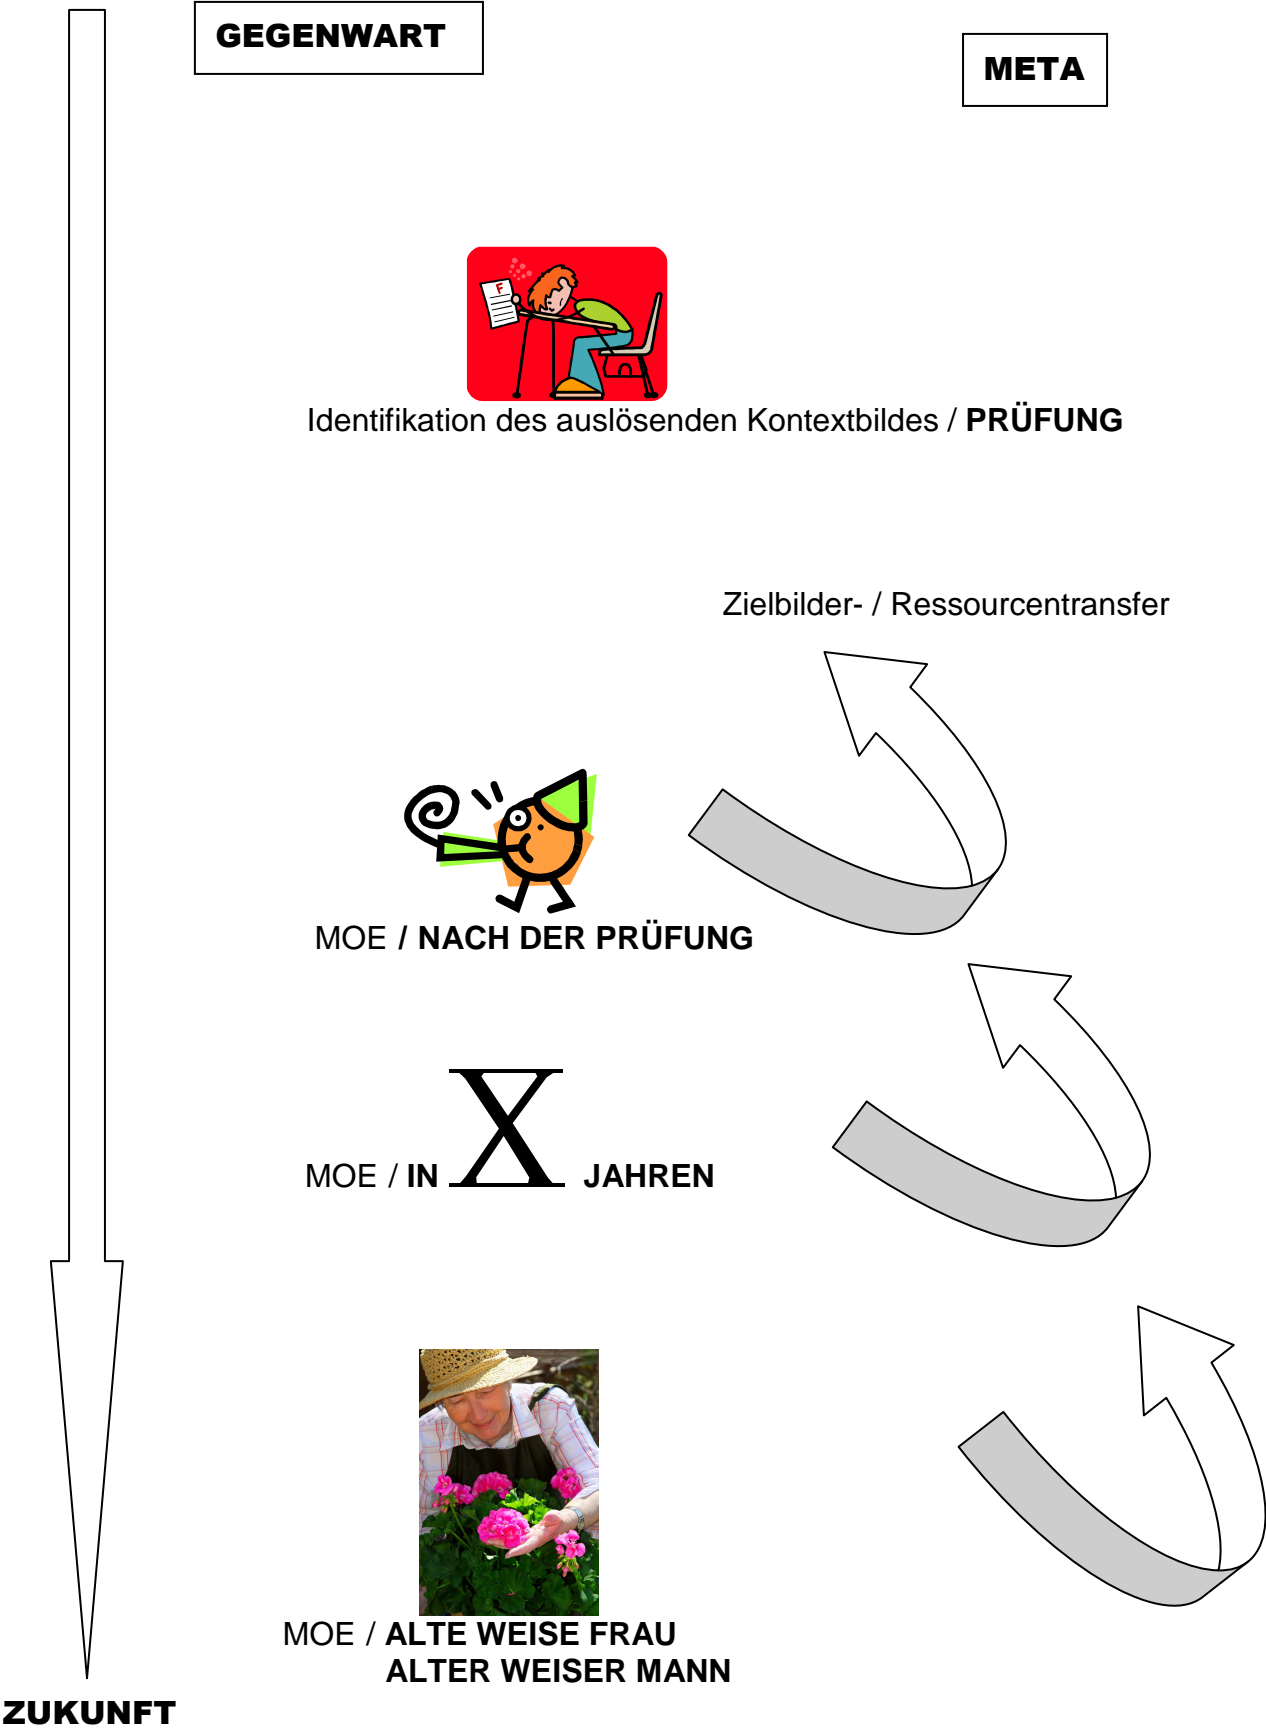 GEGENWART
META
F
Identifikation des auslösenden Kontextbildes / PRÜFUNG
Zielbilder- / Ressourcentransfer
MOE / NACH DER PRÜFUNG
MOE / IN X JAHREN
MOE / ALTE WEISE FRAU
ALTER WEISER MANN
ZUKUNFT